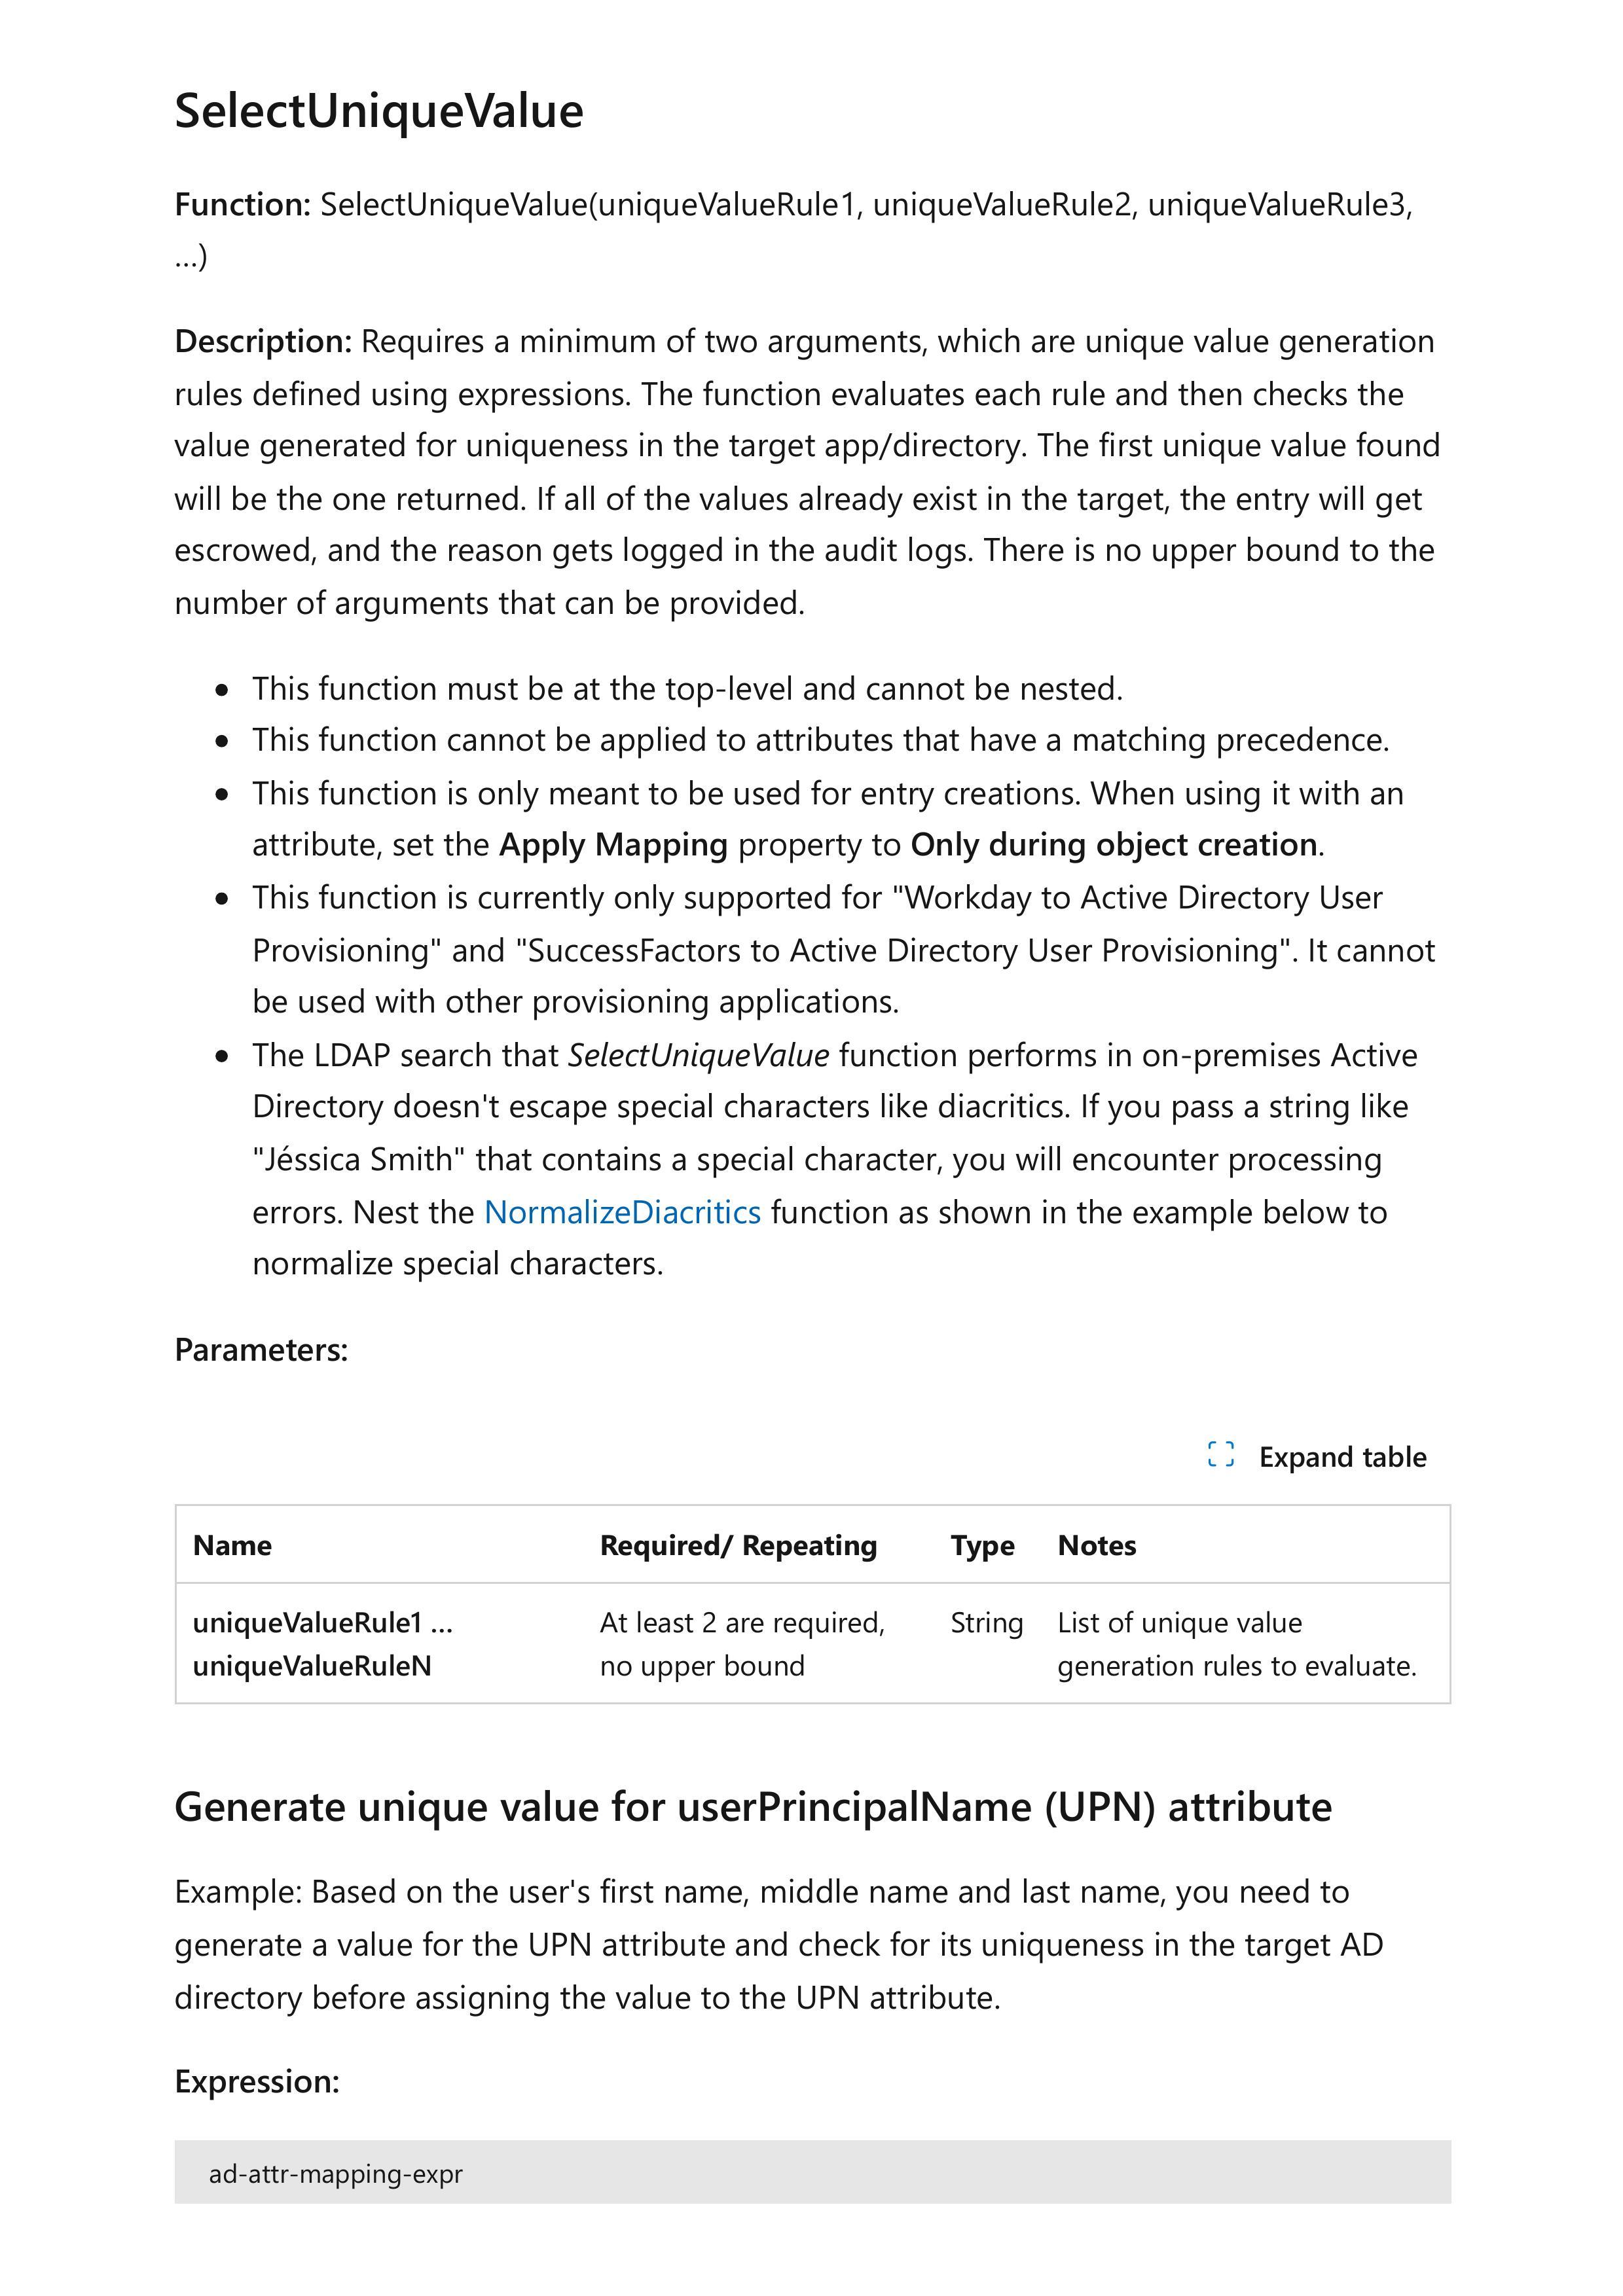 SelectUniqueValue
Function: SelectUniqueValue(uniqueValueRule1, uniqueValueRule2, uniqueValueRule3,
…)
Description: Requires a minimum of two arguments, which are unique value generation
rules defined using expressions. The function evaluates each rule and then checks the
value generated for uniqueness in the target app/directory. The first unique value found
will be the one returned. If all of the values already exist in the target, the entry will get
escrowed, and the reason gets logged in the audit logs. There is no upper bound to the
number of arguments that can be provided.
• This function must be at the top-level and cannot be nested.
• This function cannot be applied to attributes that have a matching precedence.
• This function is only meant to be used for entry creations. When using it with an
attribute, set the Apply Mapping property to Only during object creation.
• This function is currently only supported for "Workday to Active Directory User
Provisioning" and "SuccessFactors to Active Directory User Provisioning". It cannot
be used with other provisioning applications.
• The LDAP search that SelectUniqueValue function performs in on-premises Active
Directory doesn't escape special characters like diacritics. If you pass a string like
"Jéssica Smith" that contains a special character, you will encounter processing
errors. Nest the NormalizeDiacritics function as shown in the example below to
normalize special characters.
Parameters:
Expand table
Name Required/ Repeating Type Notes
uniqueValueRule1 … At least 2 are required, String List of unique value
uniqueValueRuleN no upper bound generation rules to evaluate.
Generate unique value for userPrincipalName (UPN) attribute
Example: Based on the user's first name, middle name and last name, you need to
generate a value for the UPN attribute and check for its uniqueness in the target AD
directory before assigning the value to the UPN attribute.
Expression:
ad-attr-mapping-expr